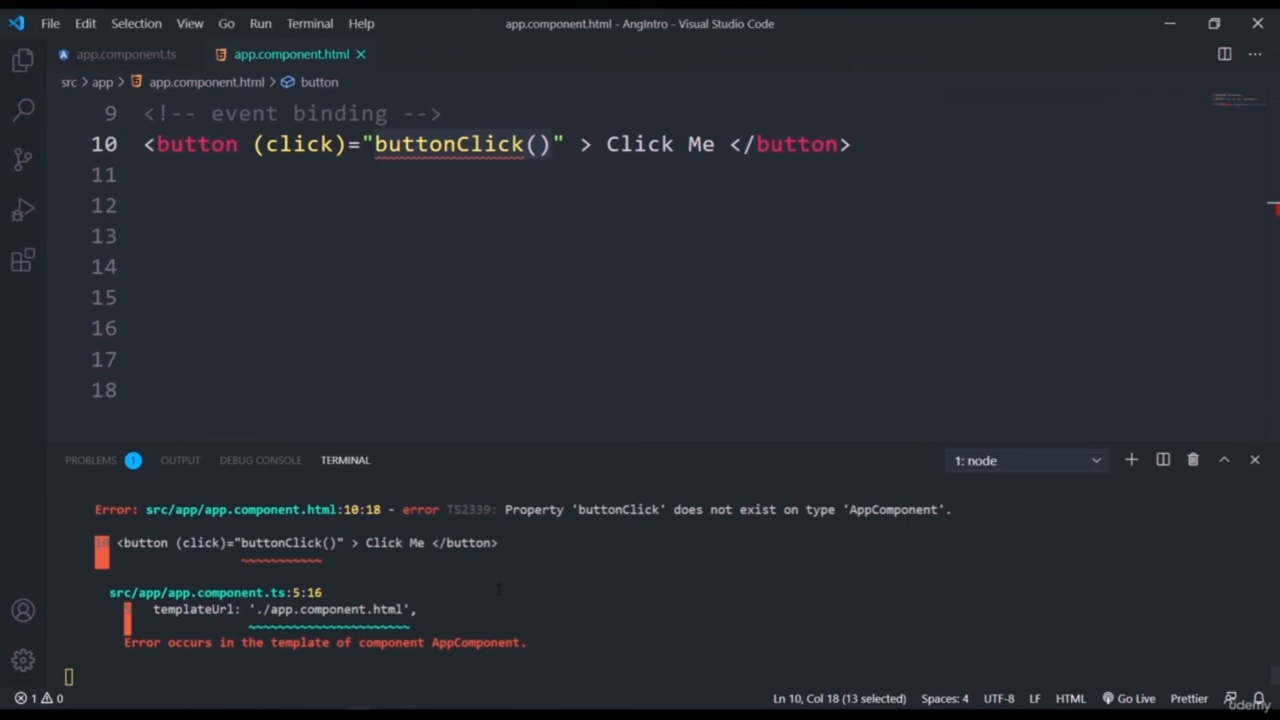 File Edit Selection View Go Run Terminal Help app.component.html - AngIntro - Visual Studio Code
app.component.ts app.component.html
src > app > app.component.html > button
9 <!-- event binding -->
10 <button (click)="buttonClick()" > Click Me </button>
11
12
13
14
15
16
17
18
PROBLEMS 1 OUTPUT DEBUG CONSOLE TERMINAL 1: node
Error: src/app/app.component.html:10:18 - error TS2339: Property 'buttonClick' does not exist on type 'AppComponent'.
10 <button (click)="buttonClick()" > Click Me </button>
~~~~~~~~~~~
src/app/app.component.ts:5:16
templateUrl: './app.component.html',
~~~~~~~~~~~~~~~~~~~~~~
Error occurs in the template of component AppComponent.
1 0 Ln 10, Col 18 (13 selected) Spaces: 4 UTF-8 LF HTML Go Live Prettier
udemy